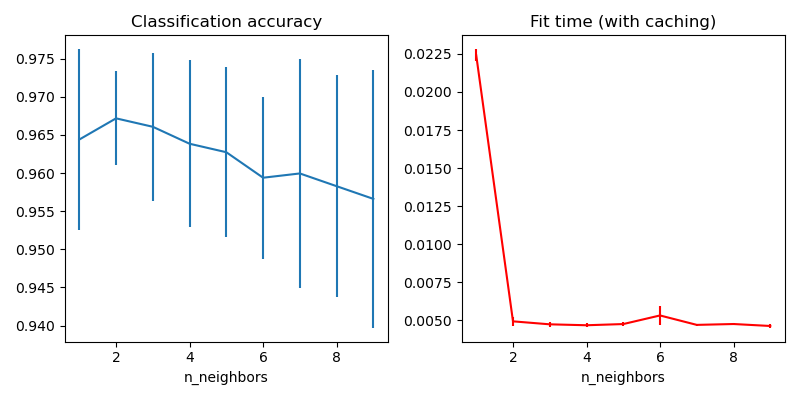 Classification accuracy
0.975
0.970
0.965
0.960
0.955
0.950
0.945
0.940
2 4 6 8
n_neighbors
Fit time (with caching)
0.0225
0.0200
0.0175
0.0150
0.0125
0.0100
0.0075
0.0050
2 4 6 8
n_neighbors